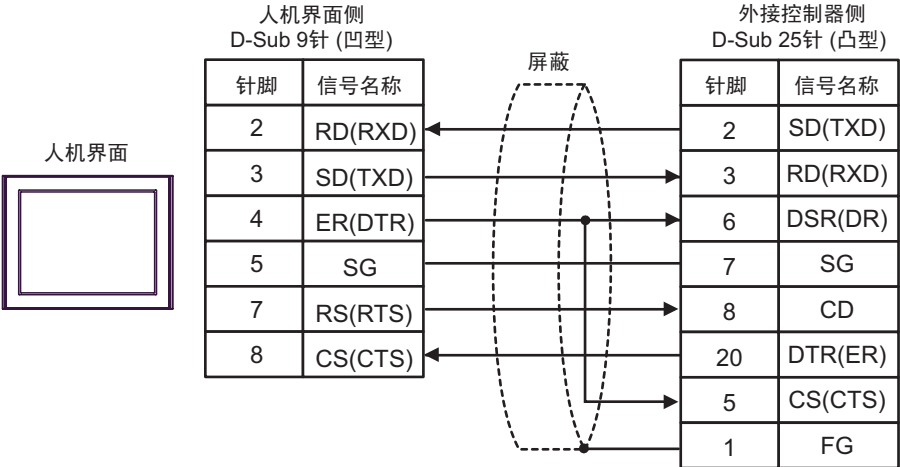 人机界面侧
D-Sub 9针 (凹型)
外接控制器侧
D-Sub 25针 (凸型)
屏蔽
人机界面
针脚 信号名称
2 RD(RXD)
3 SD(TXD)
4 ER(DTR)
5 SG
7 RS(RTS)
8 CS(CTS)
针脚 信号名称
2 SD(TXD)
3 RD(RXD)
6 DSR(DR)
7 SG
8 CD
20 DTR(ER)
5 CS(CTS)
1 FG